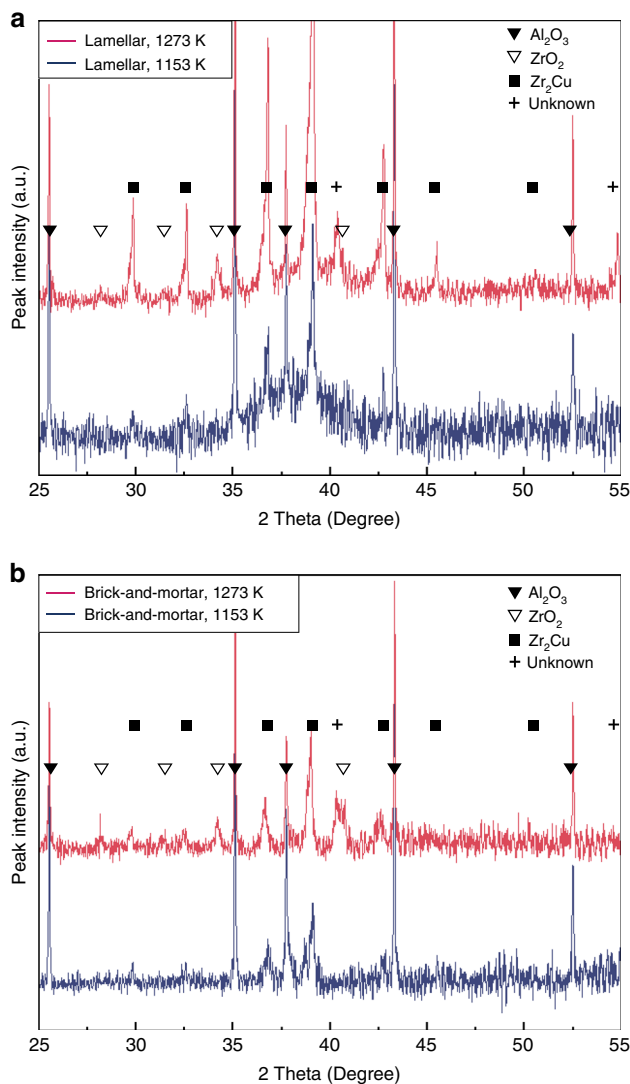 a
Lamellar, 1273 K
Lamellar, 1153 K
Al₂O₃
ZrO₂
Zr₂Cu
Unknown
Peak intensity (a.u.)
25 30 35 40 45 50 55
2 Theta (Degree)
b
Brick-and-mortar, 1273 K
Brick-and-mortar, 1153 K
Al₂O₃
ZrO₂
Zr₂Cu
Unknown
Peak intensity (a.u.)
25 30 35 40 45 50 55
2 Theta (Degree)